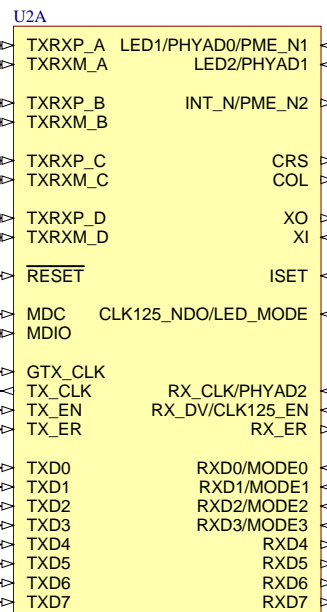 U2A
TXRXP_A LED1/PHYAD0/PME_N1
TXRXM_A LED2/PHYAD1
TXRXP_B INT_N/PME_N2
TXRXM_B
TXRXP_C CRS
TXRXM_C COL
TXRXP_D XO
TXRXM_D XI
RESET ISET
MDC CLK125_NDO/LED_MODE
MDIO
GTX_CLK
TX_CLK RX_CLK/PHYAD2
TX_EN RX_DV/CLK125_EN
TX_ER RX_ER
TXD0 RXD0/MODE0
TXD1 RXD1/MODE1
TXD2 RXD2/MODE2
TXD3 RXD3/MODE3
TXD4 RXD4
TXD5 RXD5
TXD6 RXD6
TXD7 RXD7